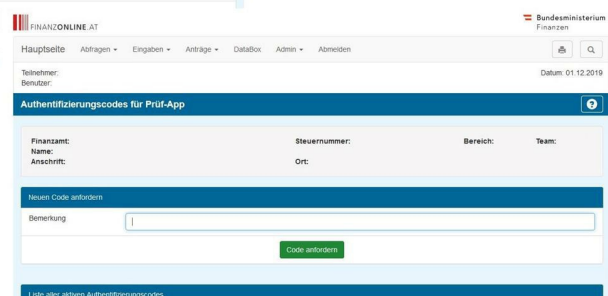 FINANZONLINE.AT
Bundesministerium
Finanzen
Hauptseite Abfragen Eingaben Anträge DataBox Admin Abmelden
Teilnehmer: Datum: 01.12.2019
Benutzer:
Authentifizierungscodes für Prüf-App
Finanzamt: Steuernummer: Bereich: Team:
Name:
Anschrift: Ort:
Neuen Code anfordern
Bemerkung
Code anfordern
Liste aller aktiven Authentifizierungscodes